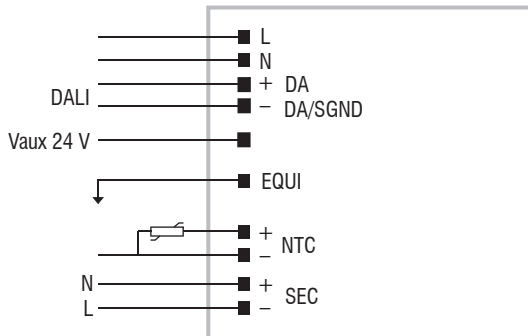 L
N
+ DA
DALI
− DA/SGND
Vaux 24 V
EQUI
+
NTC
−
N +
SEC
L −